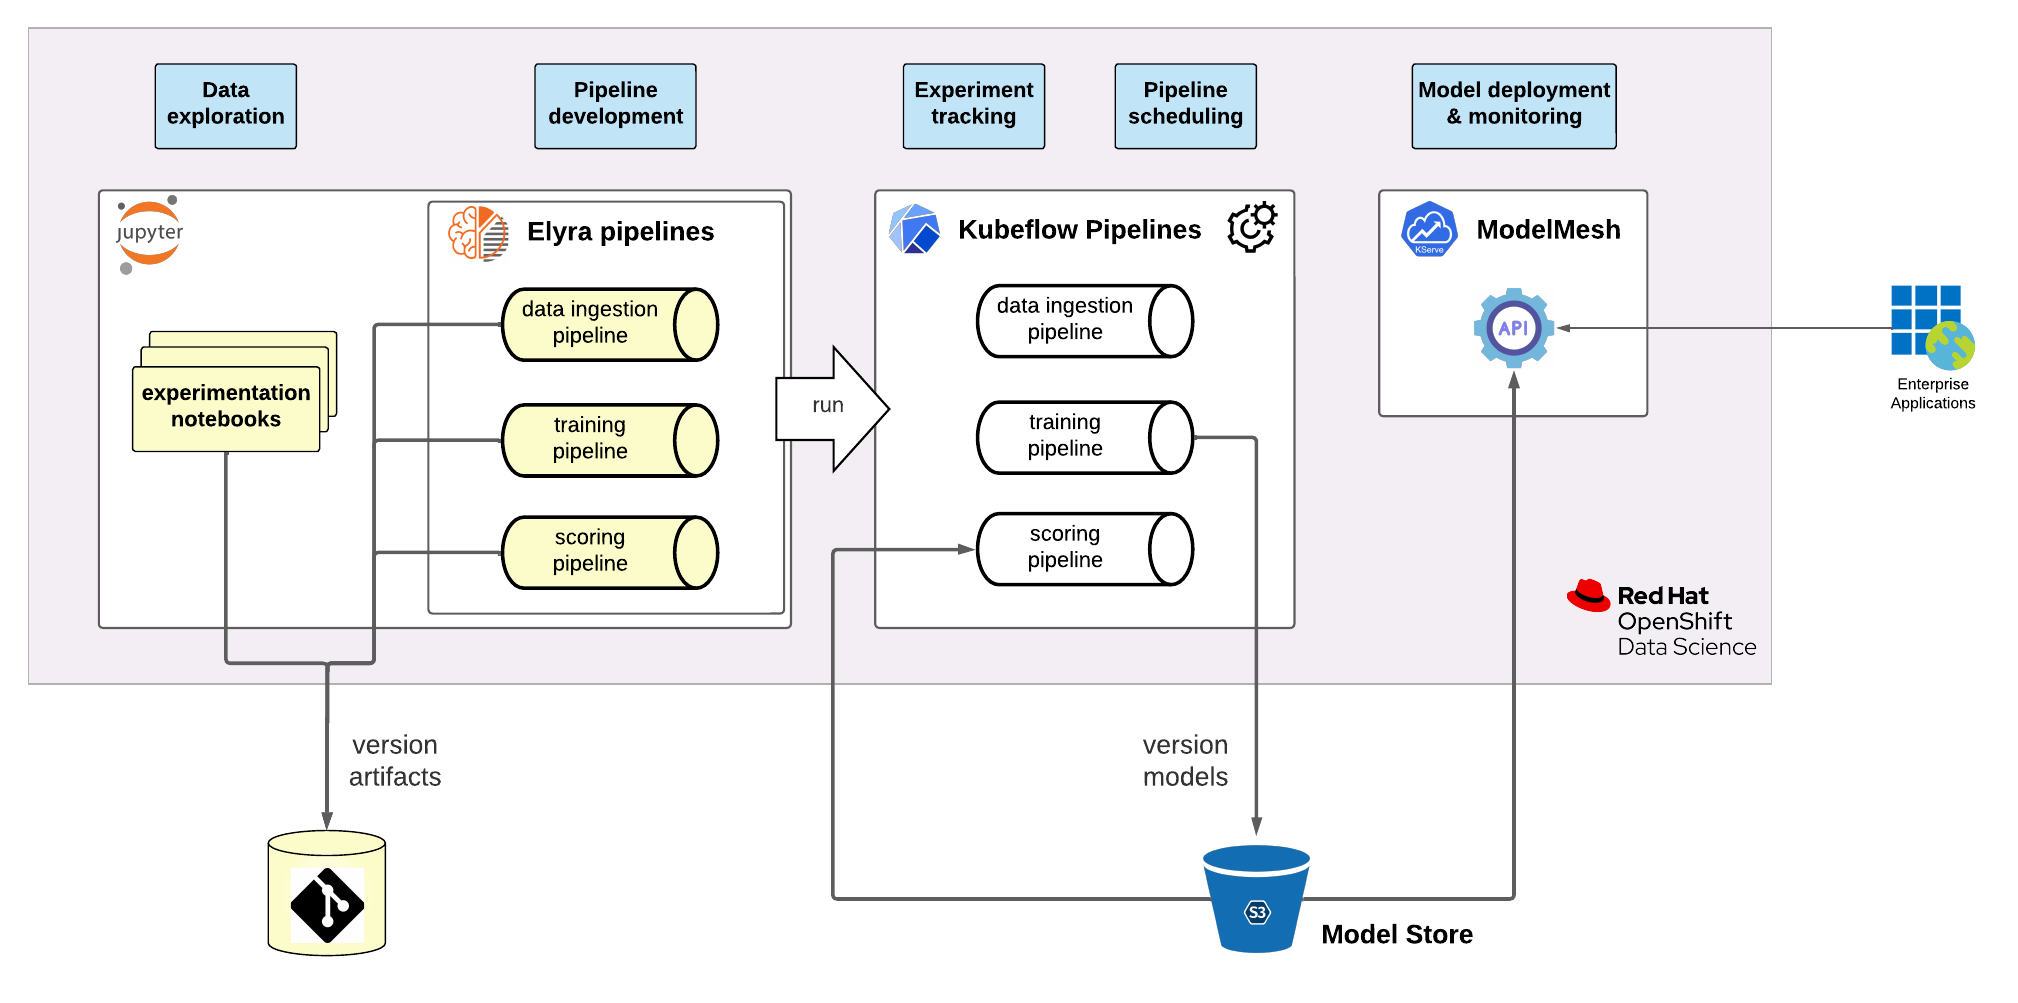 Data
exploration
Pipeline
development
Experiment
tracking
Pipeline
scheduling
Model deployment
& monitoring
jupyter
Elyra pipelines
data ingestion
pipeline
training
pipeline
scoring
pipeline
experimentation
notebooks
run
Kubeflow Pipelines
data ingestion
pipeline
training
pipeline
scoring
pipeline
KServe
ModelMesh
API
Enterprise
Applications
Red Hat
OpenShift
Data Science
version
artifacts
version
models
S3
Model Store